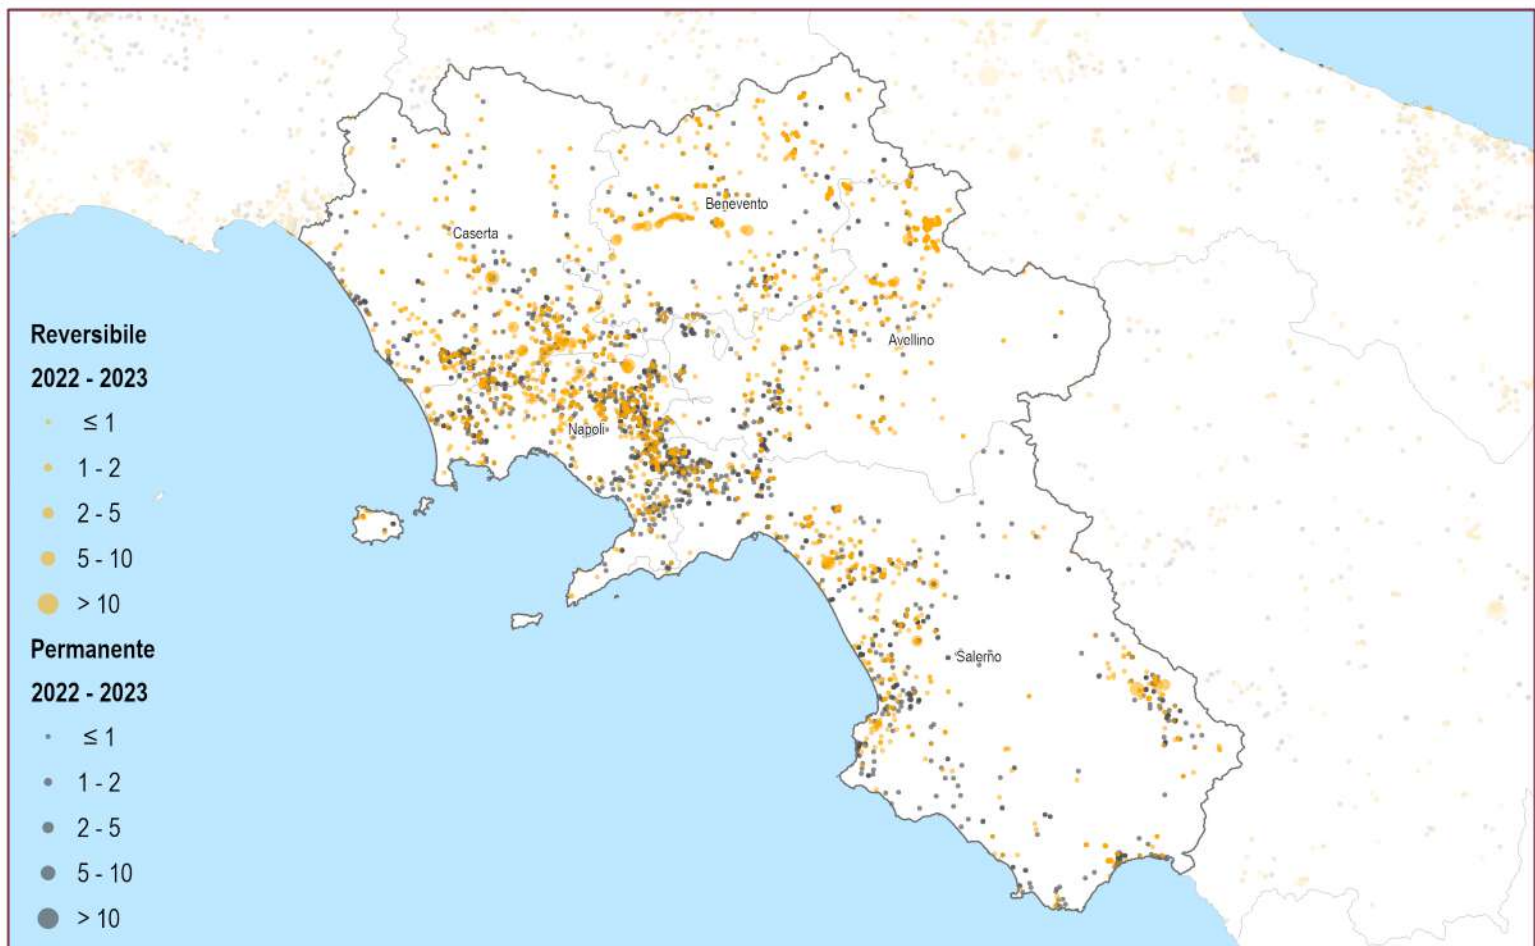 Benevento
Caserta
Avellino
Napoli
Salerno
Reversibile
2022 - 2023
≤ 1
1 - 2
2 - 5
5 - 10
> 10
Permanente
2022 - 2023
≤ 1
1 - 2
2 - 5
5 - 10
> 10